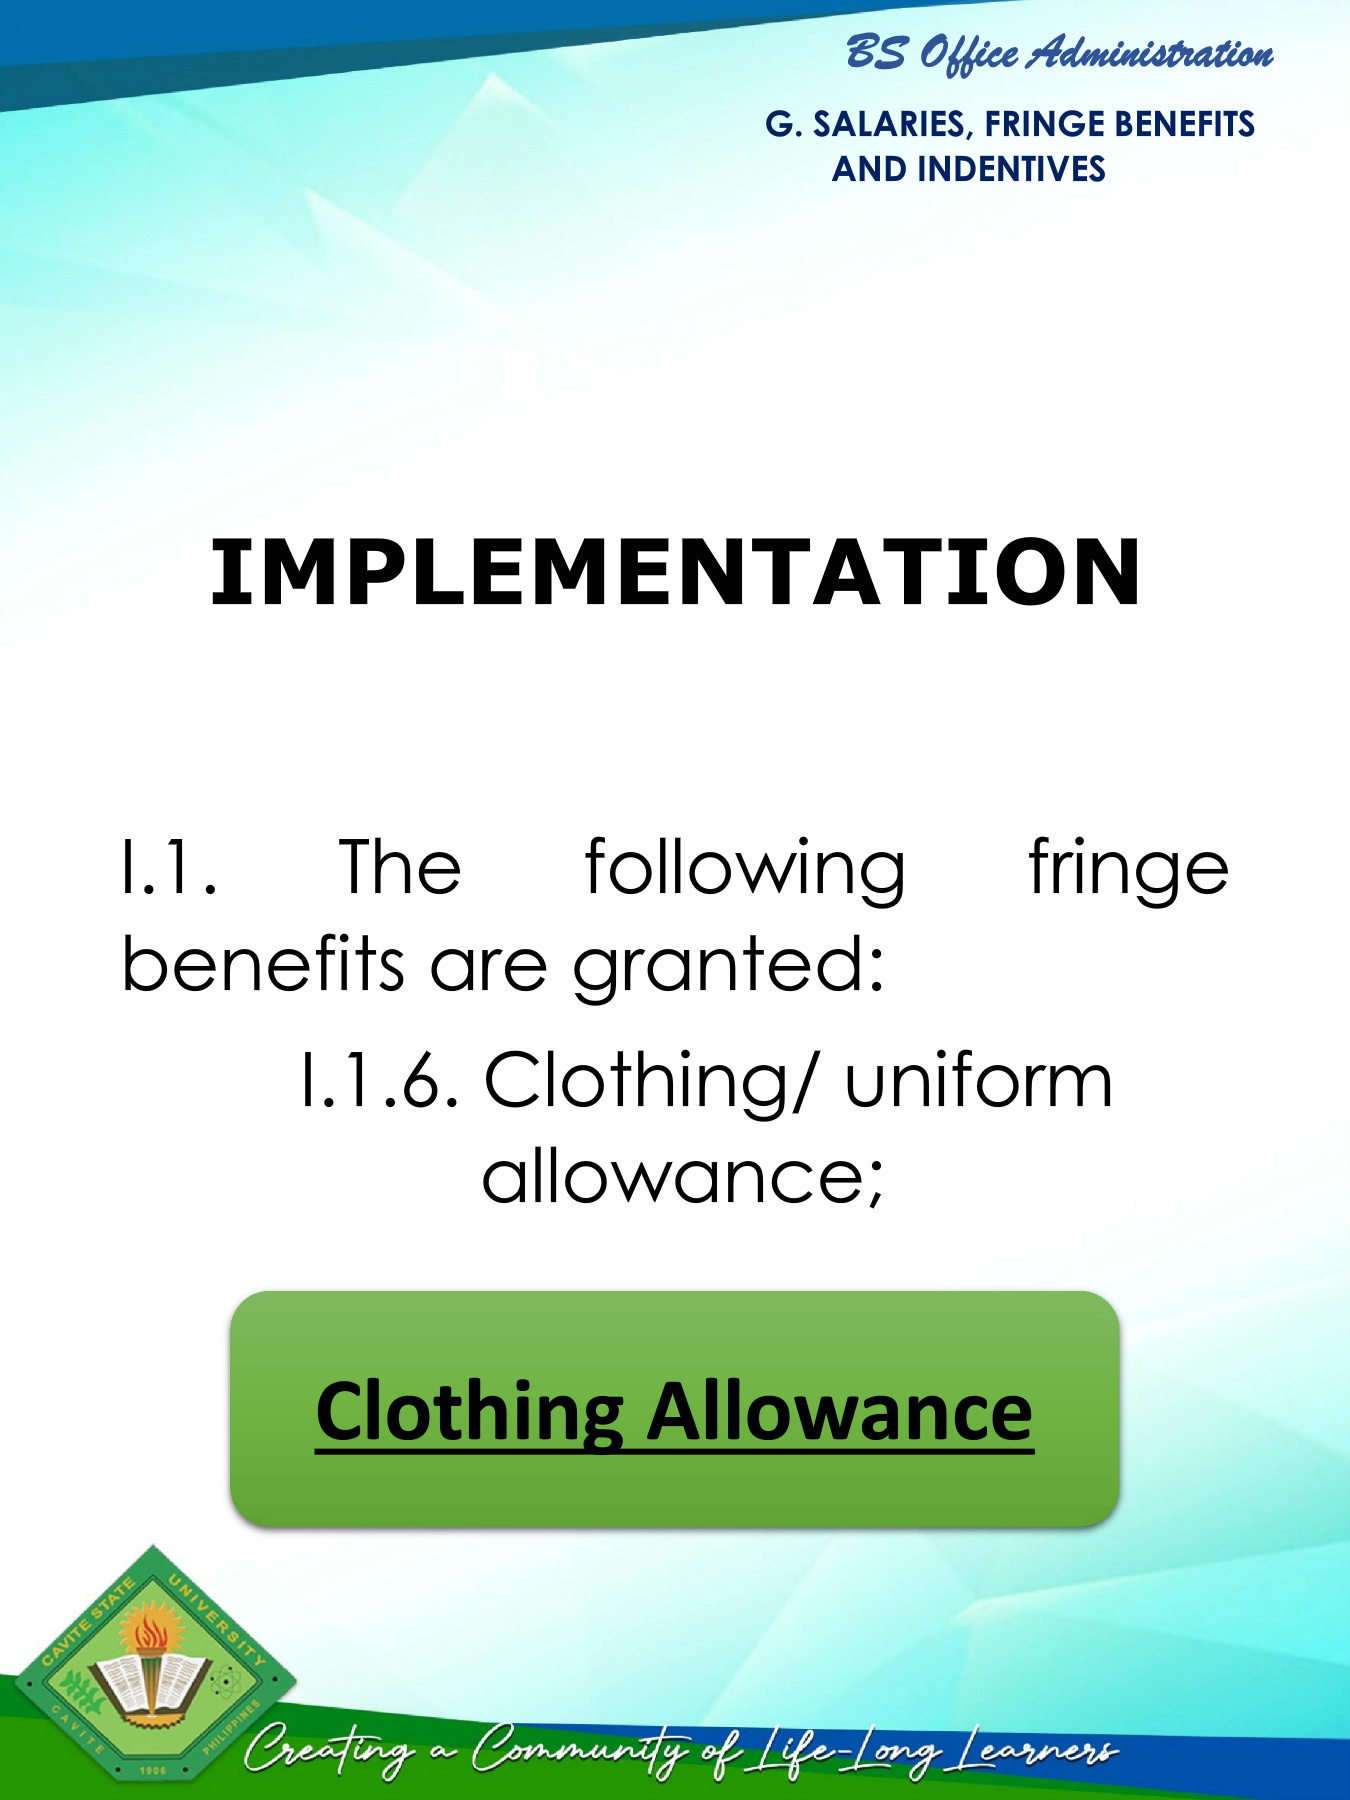 BS Office Administration
G. SALARIES, FRINGE BENEFITS
AND INDENTIVES
IMPLEMENTATION
I.1. The following fringe
benefits are granted:
I.1.6. Clothing/ uniform
allowance;
Clothing Allowance
CAVITE STATE UNIVERSITY
CAVITE 1906 PHILIPPINES
Creating a Community of Life-Long Learners